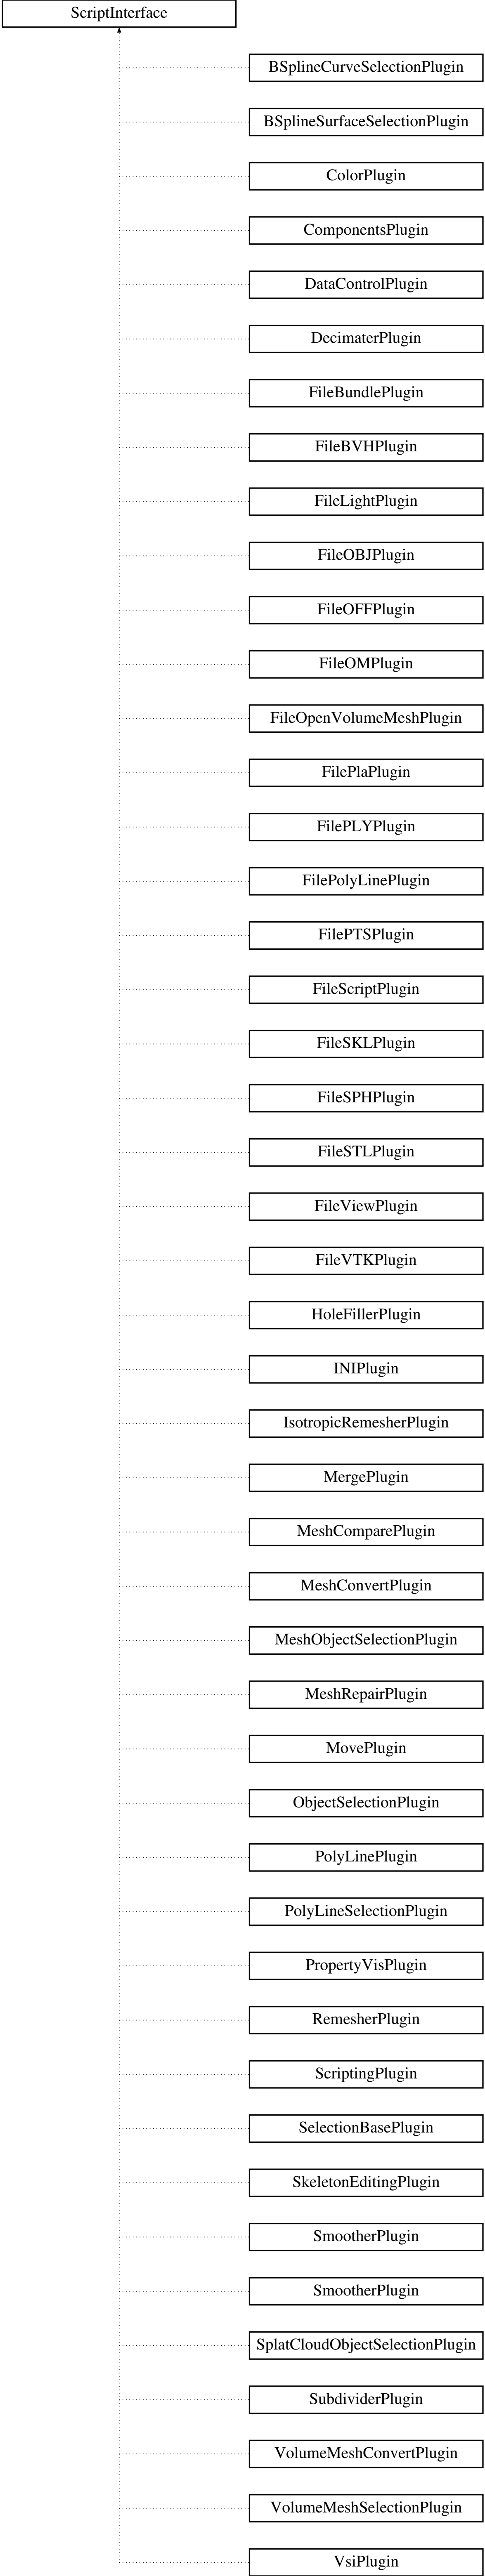 ScriptInterface
BSplineCurveSelectionPlugin
BSplineSurfaceSelectionPlugin
ColorPlugin
ComponentsPlugin
DataControlPlugin
DecimaterPlugin
FileBundlePlugin
FileBVHPlugin
FileLightPlugin
FileOBJPlugin
FileOFFPlugin
FileOMPlugin
FileOpenVolumeMeshPlugin
FilePlaPlugin
FilePLYPlugin
FilePolyLinePlugin
FilePTSPlugin
FileScriptPlugin
FileSKLPlugin
FileSPHPlugin
FileSTLPlugin
FileViewPlugin
FileVTKPlugin
HoleFillerPlugin
INIPlugin
IsotropicRemesherPlugin
MergePlugin
MeshComparePlugin
MeshConvertPlugin
MeshObjectSelectionPlugin
MeshRepairPlugin
MovePlugin
ObjectSelectionPlugin
PolyLinePlugin
PolyLineSelectionPlugin
PropertyVisPlugin
RemesherPlugin
ScriptingPlugin
SelectionBasePlugin
SkeletonEditingPlugin
SmootherPlugin
SmootherPlugin
SplatCloudObjectSelectionPlugin
SubdividerPlugin
VolumeMeshConvertPlugin
VolumeMeshSelectionPlugin
VsiPlugin